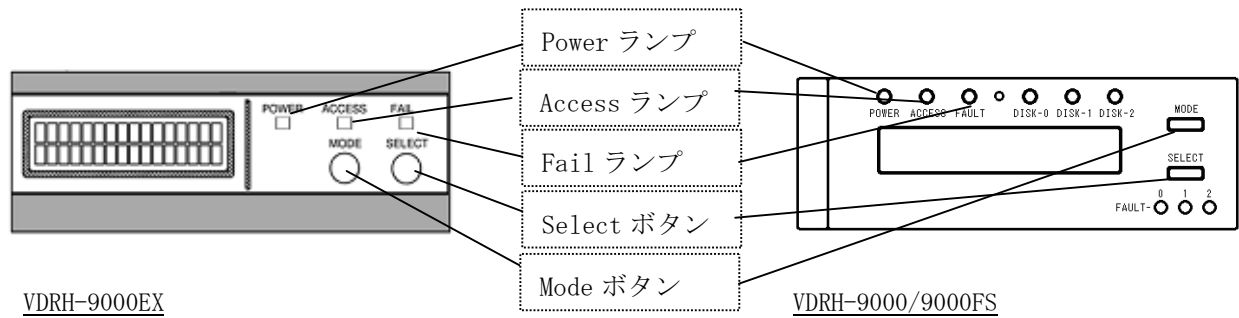 Power ランプ
Access ランプ
Fail ランプ
Select ボタン
Mode ボタン
POWER ACCESS FAIL
MODE SELECT
VDRH-9000EX
POWER ACCESS FAULT DISK-0 DISK-1 DISK-2
MODE
SELECT
0 1 2
FAULT-
VDRH-9000/9000FS